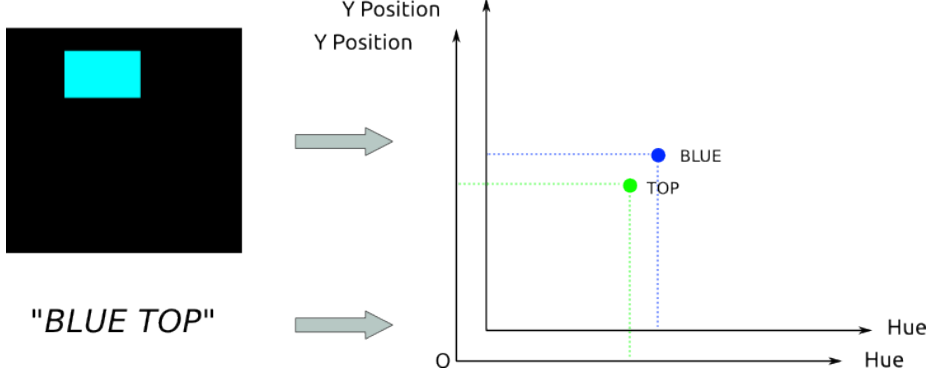 Y Position
Y Position
BLUE
TOP
"BLUE TOP"
Hue
O
Hue